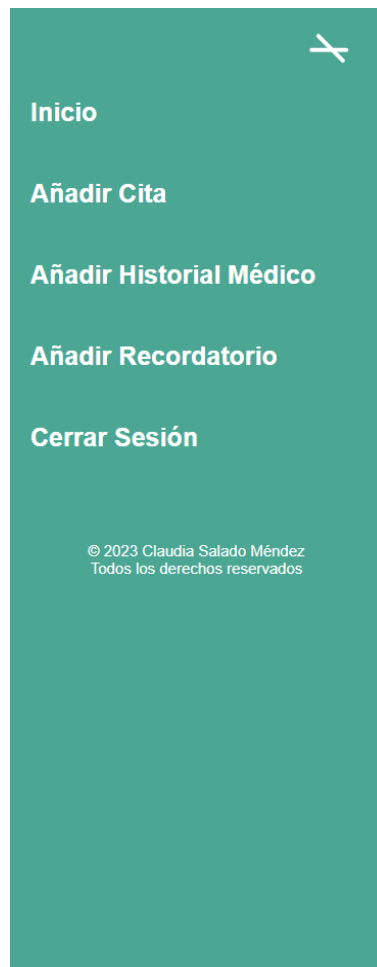 Inicio
Añadir Cita
Añadir Historial Médico
Añadir Recordatorio
Cerrar Sesión
© 2023 Claudia Salado Méndez
Todos los derechos reservados